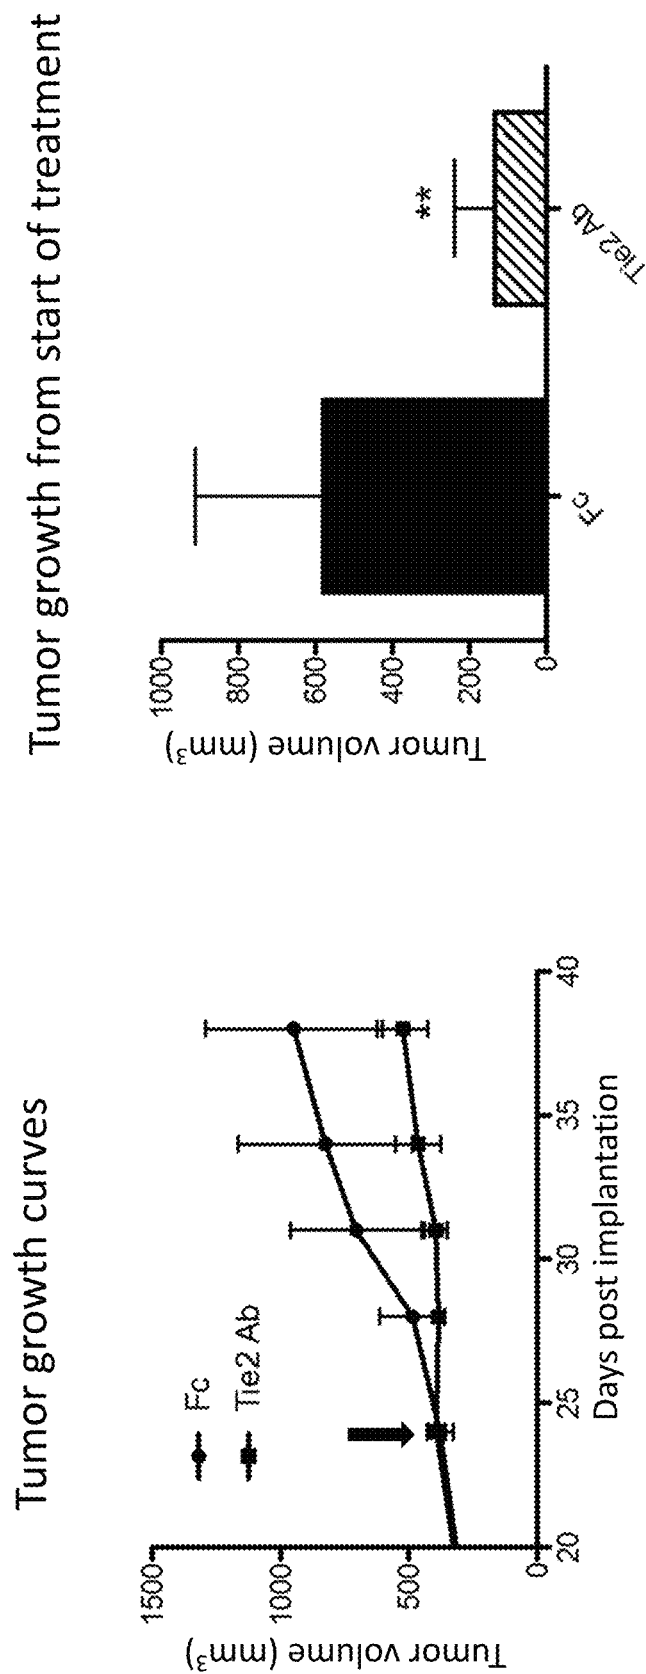 Tumor growth curves
Fc
Tie2 Ab
Tumor volume (mm³)
1500
1000
500
0
20
25
30
35
40
Days post implantation
Tumor growth from start of treatment
Tumor volume (mm³)
1000
800
600
400
200
0
**
Fc
Tie2 Ab